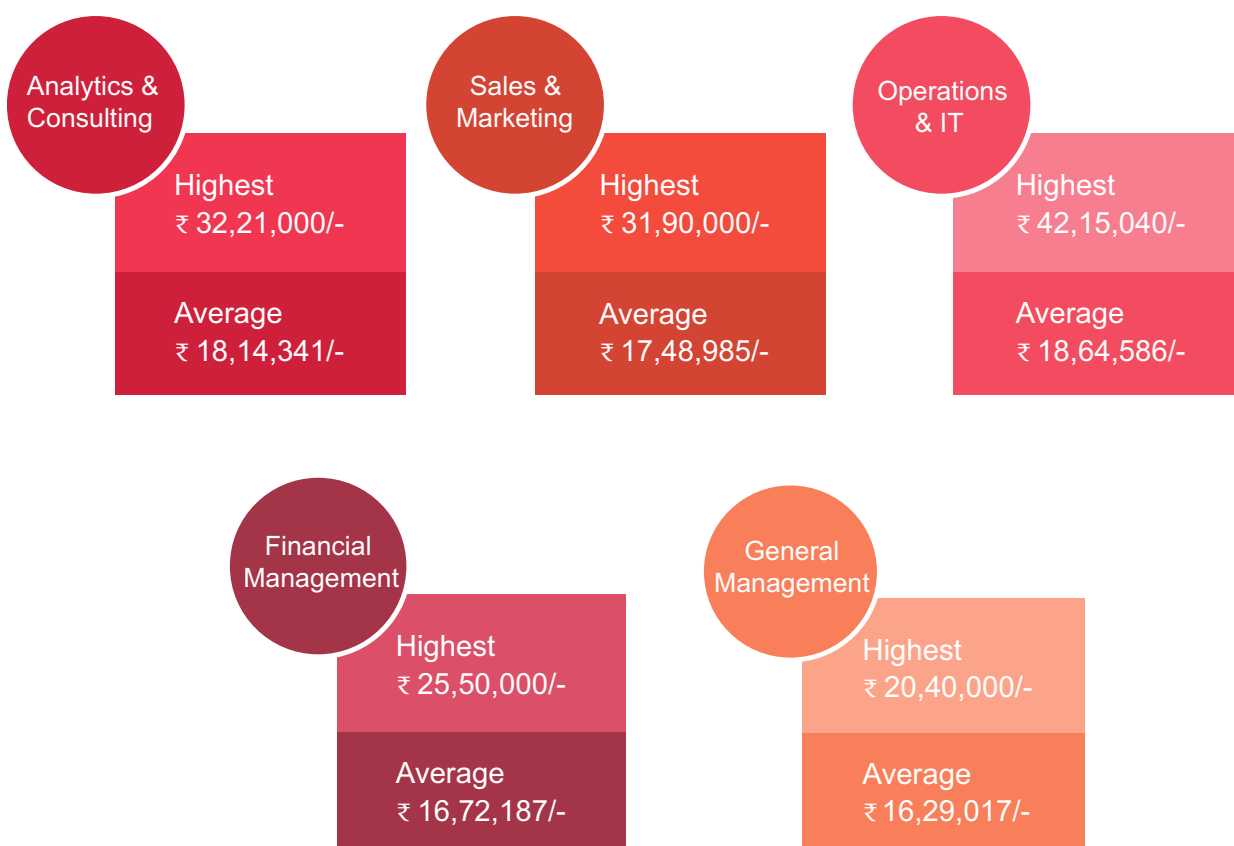 Analytics &
Consulting
Highest
₹ 32,21,000/-
Average
₹ 18,14,341/-
Sales &
Marketing
Highest
₹ 31,90,000/-
Average
₹ 17,48,985/-
Operations
& IT
Highest
₹ 42,15,040/-
Average
₹ 18,64,586/-
Financial
Management
Highest
₹ 25,50,000/-
Average
₹ 16,72,187/-
General
Management
Highest
₹ 20,40,000/-
Average
₹ 16,29,017/-